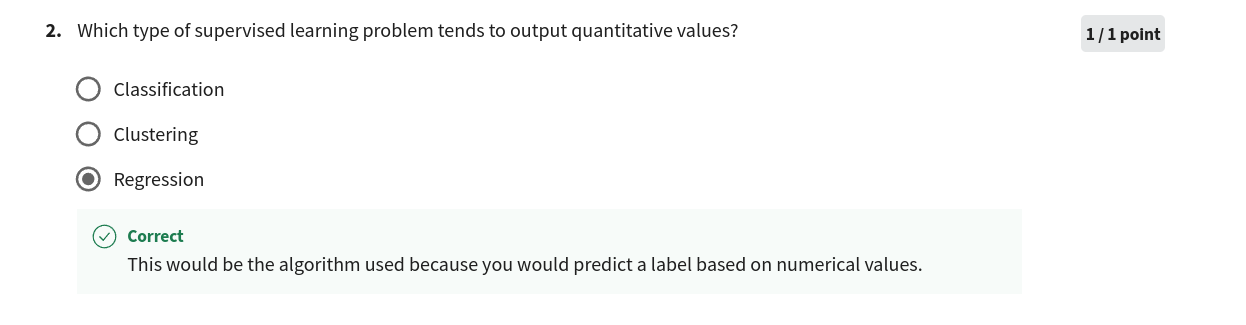 2. Which type of supervised learning problem tends to output quantitative values?
1 / 1 point
Classification
Clustering
Regression
Correct
This would be the algorithm used because you would predict a label based on numerical values.